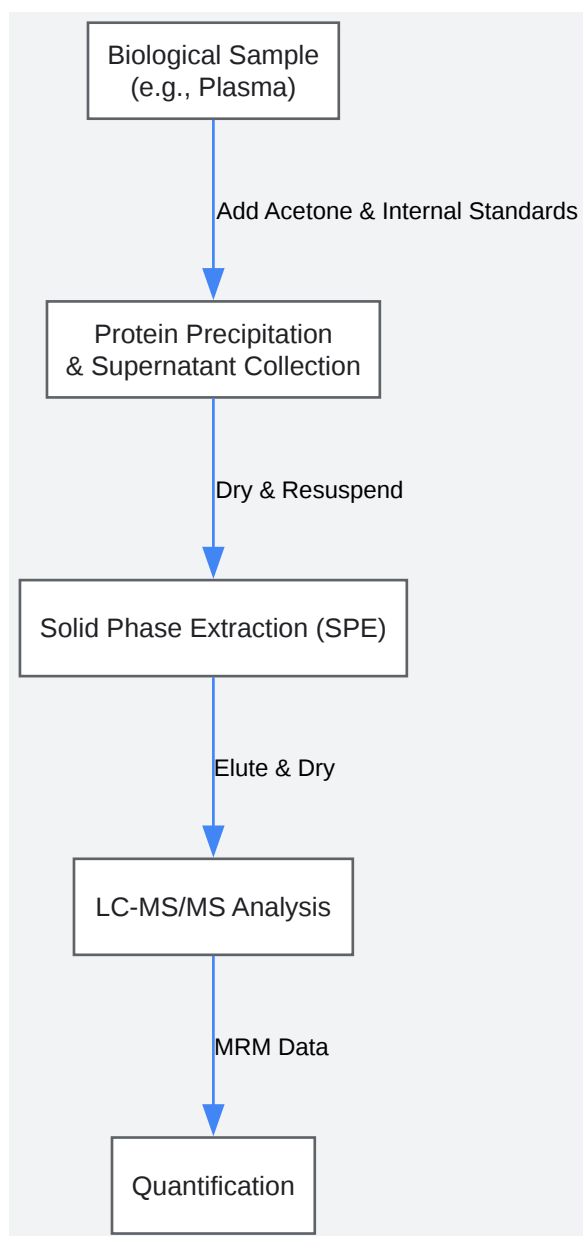 Biological Sample
(e.g., Plasma)
Add Acetone & Internal Standards
Protein Precipitation
& Supernatant Collection
Dry & Resuspend
Solid Phase Extraction (SPE)
Elute & Dry
LC-MS/MS Analysis
MRM Data
Quantification